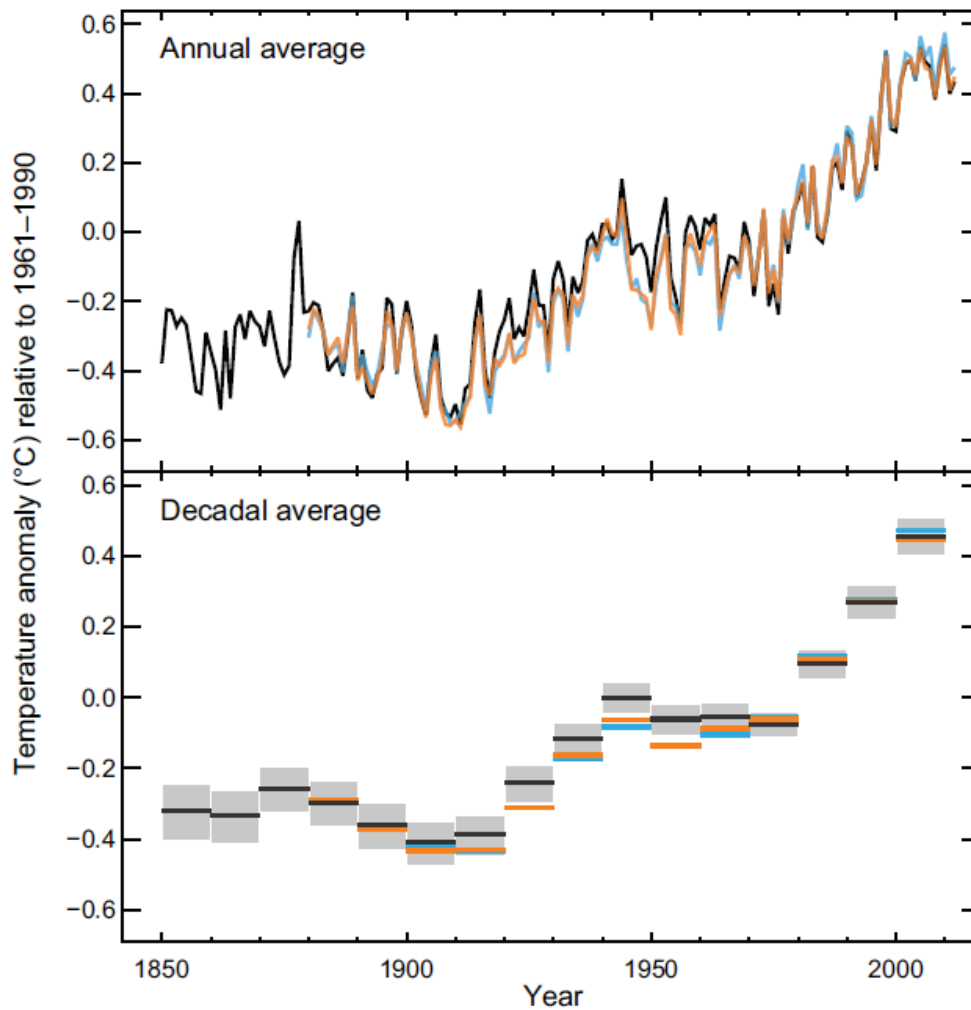 Temperature anomaly (°C) relative to 1961–1990
Annual average
0.6
0.4
0.2
0.0
−0.2
−0.4
−0.6
Decadal average
0.6
0.4
0.2
0.0
−0.2
−0.4
−0.6
1850 1900 1950 2000
Year